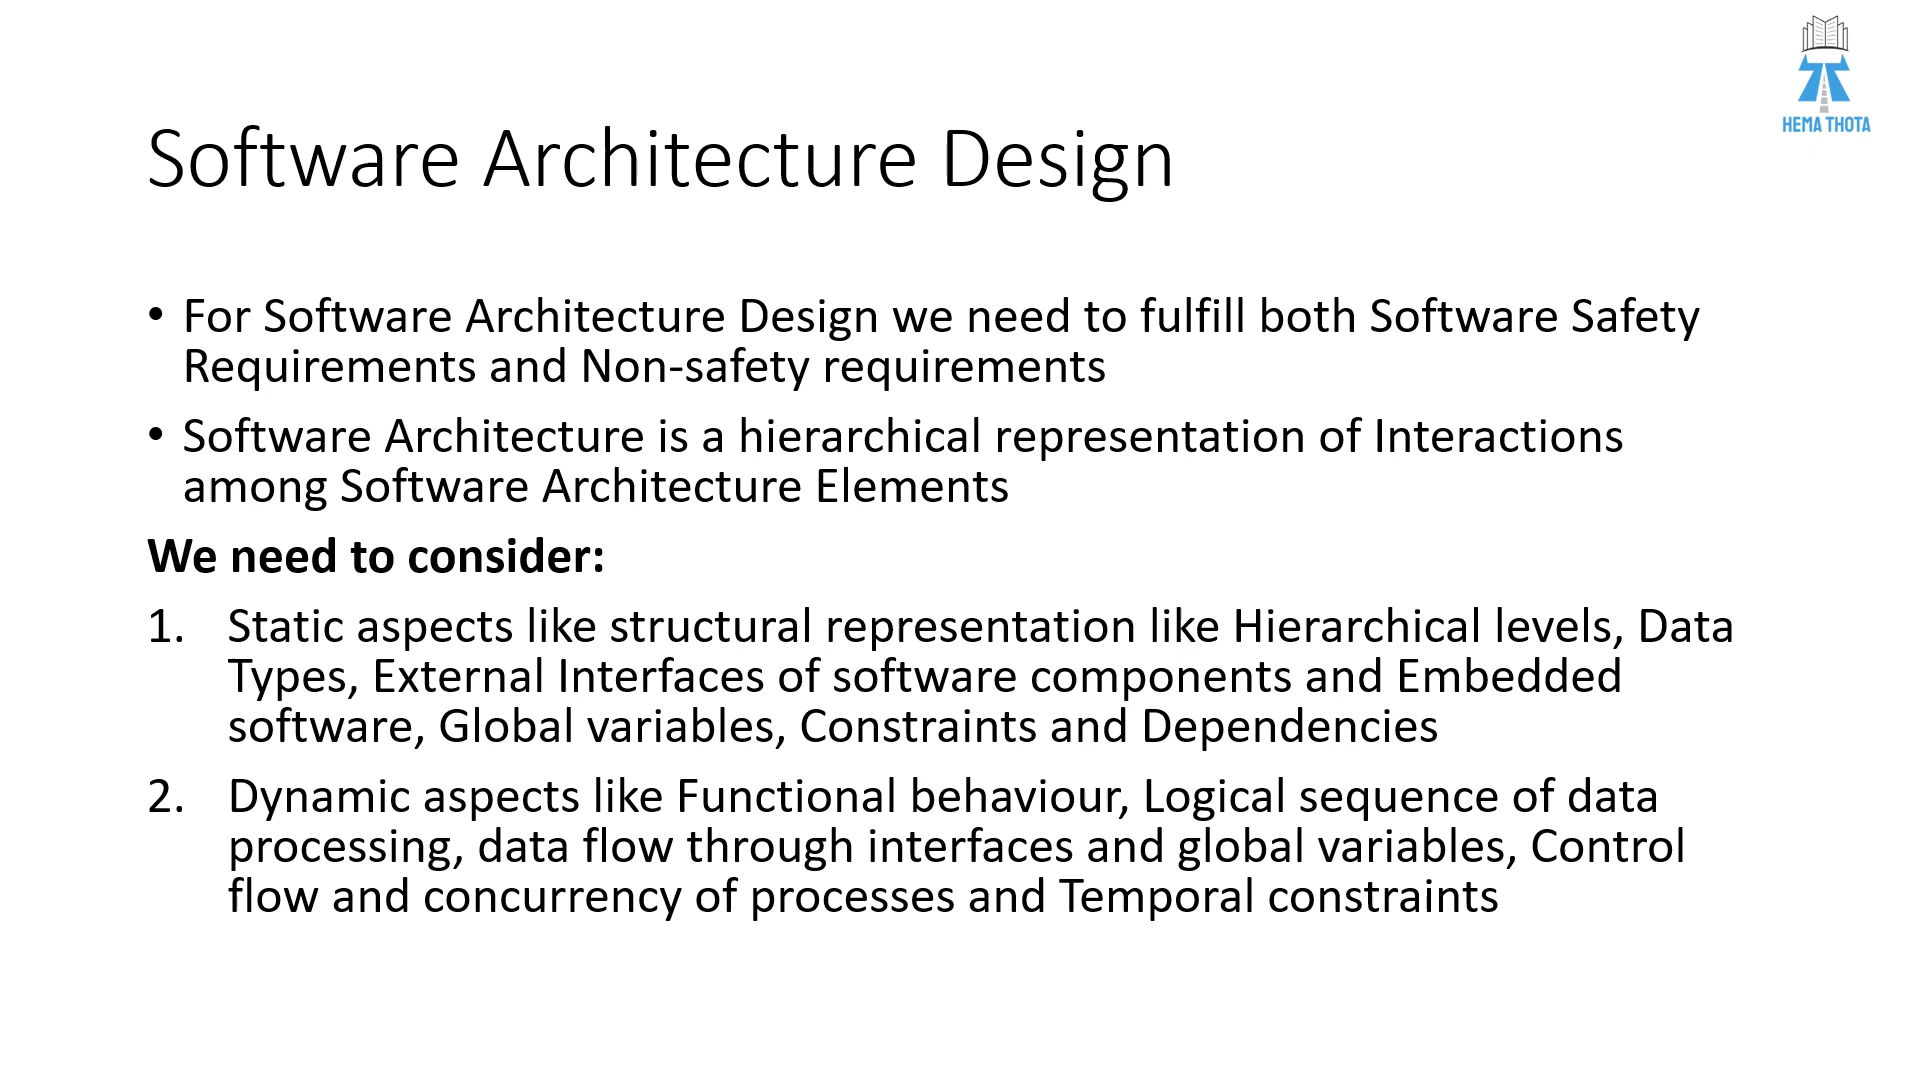 HEMA THOTA
Software Architecture Design
• For Software Architecture Design we need to fulfill both Software Safety
Requirements and Non-safety requirements
• Software Architecture is a hierarchical representation of Interactions
among Software Architecture Elements
We need to consider:
1. Static aspects like structural representation like Hierarchical levels, Data
Types, External Interfaces of software components and Embedded
software, Global variables, Constraints and Dependencies
2. Dynamic aspects like Functional behaviour, Logical sequence of data
processing, data flow through interfaces and global variables, Control
flow and concurrency of processes and Temporal constraints